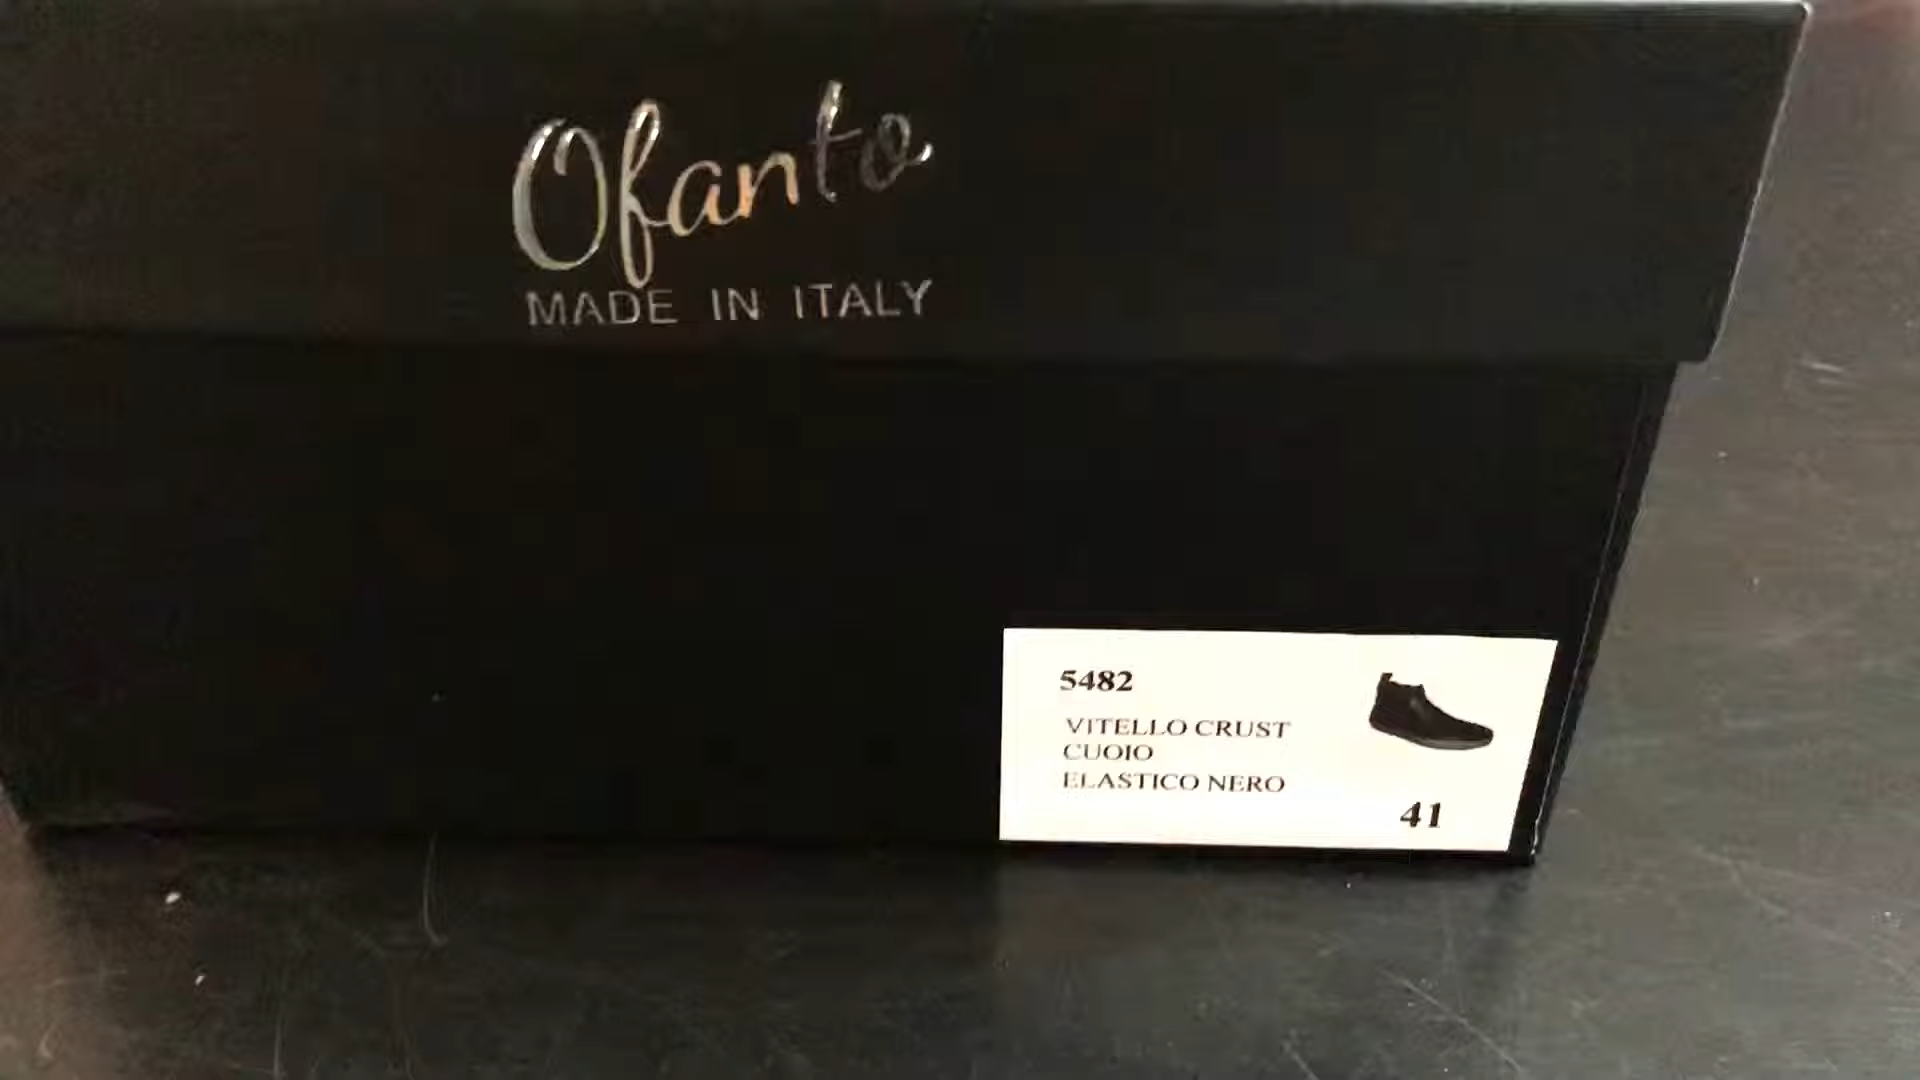 Ofanto
MADE IN ITALY
5482
VITELLO CRUST
CUOIO
ELASTICO NERO
41